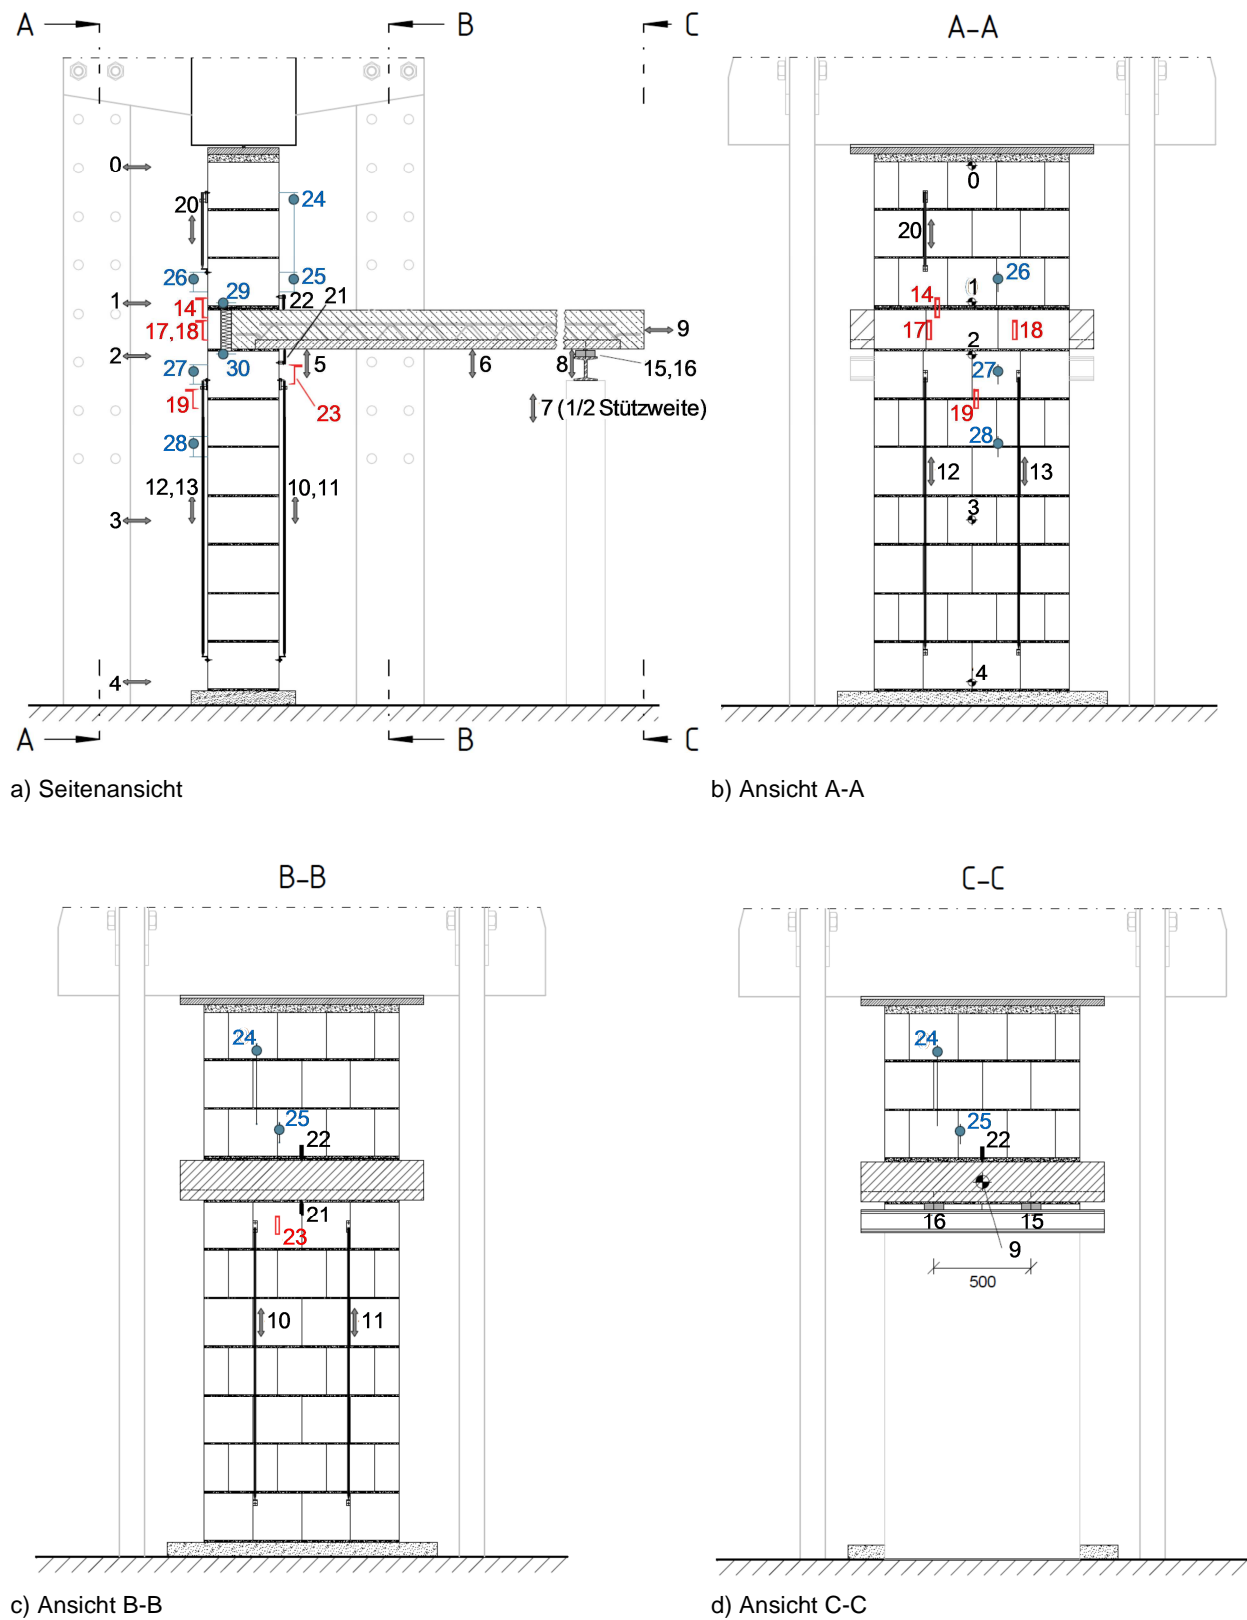 A B C A-A
0 0
20 24 20
26 29 25 26
1 14 22 21 1 14
17,18 9 17 18
2 30 5 6 8 15,16 2
27 27
19 23 7 (1/2 Stützweite) 19
28 28
12,13 10,11 12 13
3 3
4 4
A B C
a) Seitenansicht b) Ansicht A-A
B-B C-C
24 24
25 22 25 22
21 16 15
23 9
500
10 11
c) Ansicht B-B d) Ansicht C-C